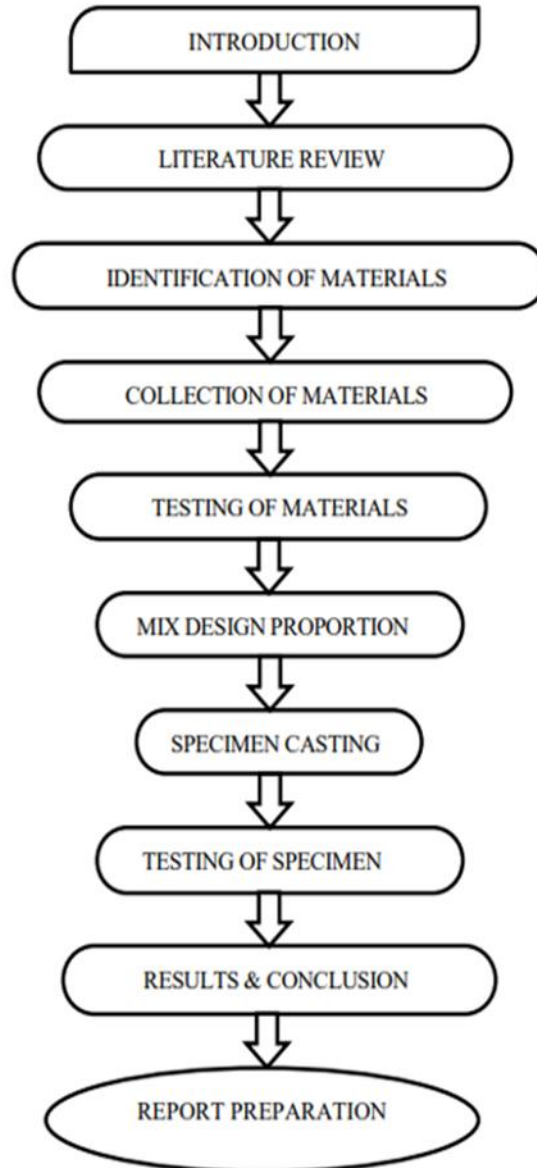 INTRODUCTION
LITERATURE REVIEW
IDENTIFICATION OF MATERIALS
COLLECTION OF MATERIALS
TESTING OF MATERIALS
MIX DESIGN PROPORTION
SPECIMEN CASTING
TESTING OF SPECIMEN
RESULTS & CONCLUSION
REPORT PREPARATION